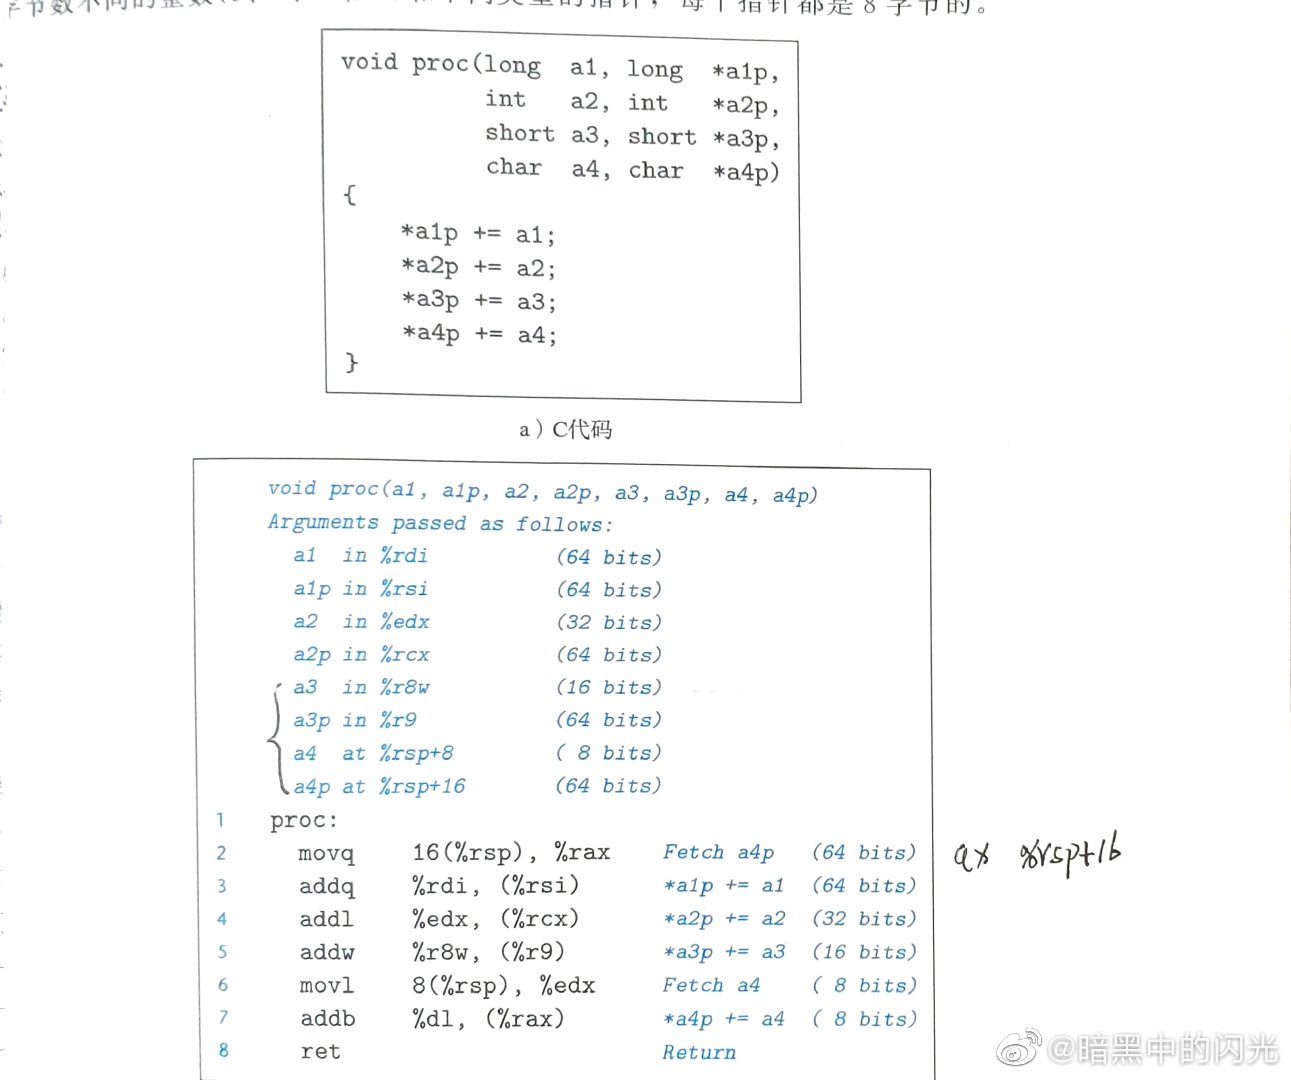 字节数不同的整数
类型的指针，每个指针都是 8 字节的。
void proc(long a1, long *a1p,
int a2, int *a2p,
short a3, short *a3p,
char a4, char *a4p)
{
*a1p += a1;
*a2p += a2;
*a3p += a3;
*a4p += a4;
}
a）C代码
void proc(a1, a1p, a2, a2p, a3, a3p, a4, a4p)
Arguments passed as follows:
a1 in %rdi (64 bits)
a1p in %rsi (64 bits)
a2 in %edx (32 bits)
a2p in %rcx (64 bits)
a3 in %r8w (16 bits)
a3p in %r9 (64 bits)
a4 at %rsp+8 ( 8 bits)
a4p at %rsp+16 (64 bits)
1 proc:
2 movq 16(%rsp), %rax Fetch a4p (64 bits) %rsp+16
3 addq %rdi, (%rsi) *a1p += a1 (64 bits)
4 addl %edx, (%rcx) *a2p += a2 (32 bits)
5 addw %r8w, (%r9) *a3p += a3 (16 bits)
6 movl 8(%rsp), %edx Fetch a4 ( 8 bits)
7 addb %dl, (%rax) *a4p += a4 ( 8 bits)
8 ret Return
@暗黑中的闪光